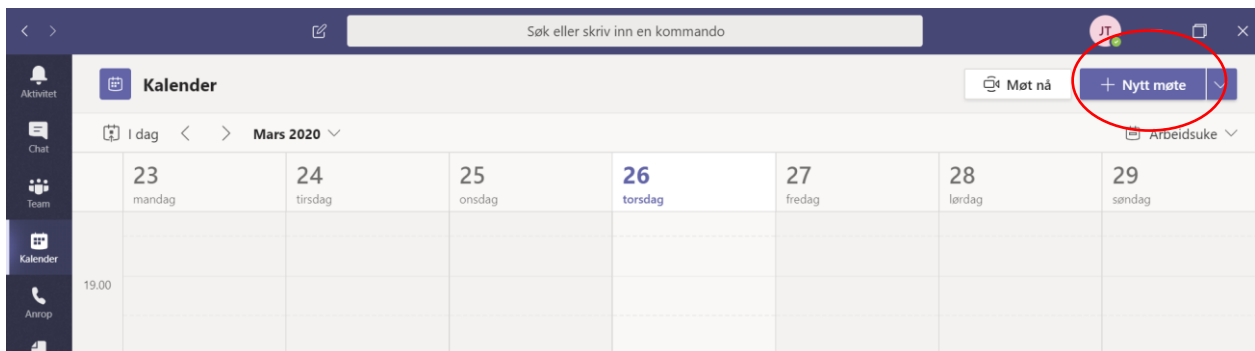 Søk eller skriv inn en kommando
JT
Aktivitet
Kalender
Møt nå
Nytt møte
Chat
I dag
Mars 2020
Arbeidsuke
Team
23
24
25
26
27
28
29
mandag
tirsdag
onsdag
torsdag
fredag
lørdag
søndag
Kalender
19.00
Anrop